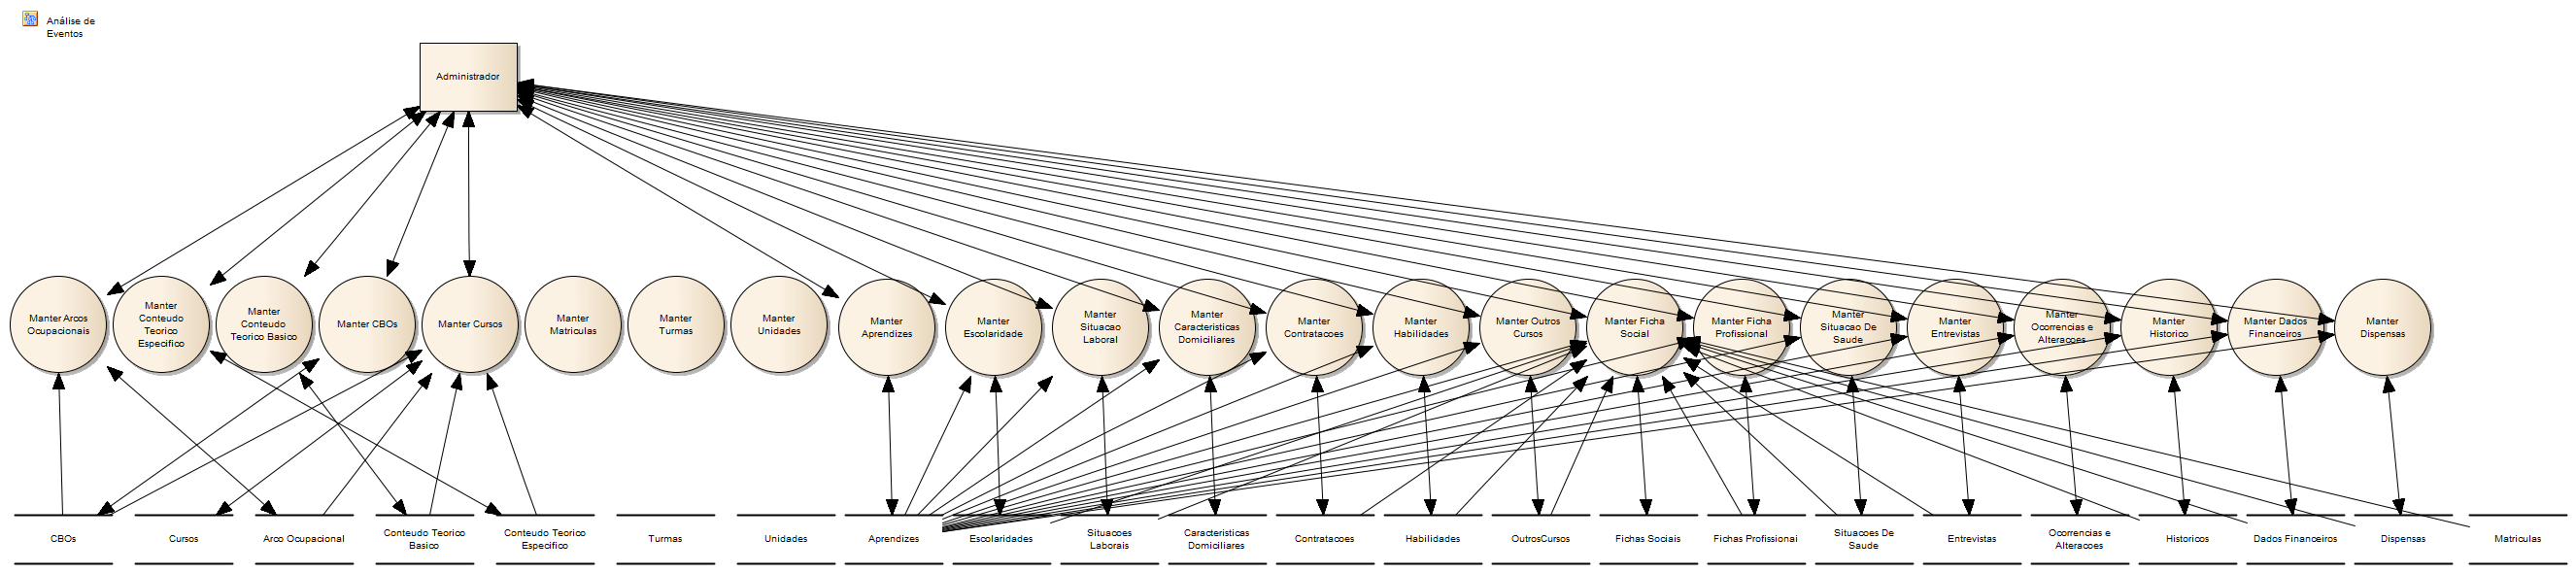 Análise de
Eventos
Administrador
Manter Arcos
Ocupacionais
Manter
Conteudo
Teorico
Especifico
Manter
Conteudo
Teorico Basico
Manter CBOs
Manter Cursos
Manter
Matriculas
Manter
Turmas
Manter
Unidades
Manter
Aprendizes
Manter
Escolaridade
Manter
Situacao
Laboral
Manter
Caracteristicas
Domiciliares
Manter
Contratacoes
Manter
Habilidades
Manter Outros
Cursos
Manter Ficha
Social
Manter Ficha
Profissional
Manter
Situacao De
Saude
Manter
Entrevistas
Manter
Ocorrencias e
Alteracoes
Manter
Historico
Manter Dados
Financeiros
Manter
Dispensas
CBOs
Cursos
Arco Ocupacional
Conteudo Teorico
Basico
Conteudo Teorico
Especifico
Turmas
Unidades
Aprendizes
Escolaridades
Situacoes
Laborais
Caracteristicas
Domiciliares
Contratacoes
Habilidades
OutrosCursos
Fichas Sociais
Fichas Profissionai
Situacoes De
Saude
Entrevistas
Ocorrencias e
Alteracoes
Historicos
Dados Financeiros
Dispensas
Matriculas